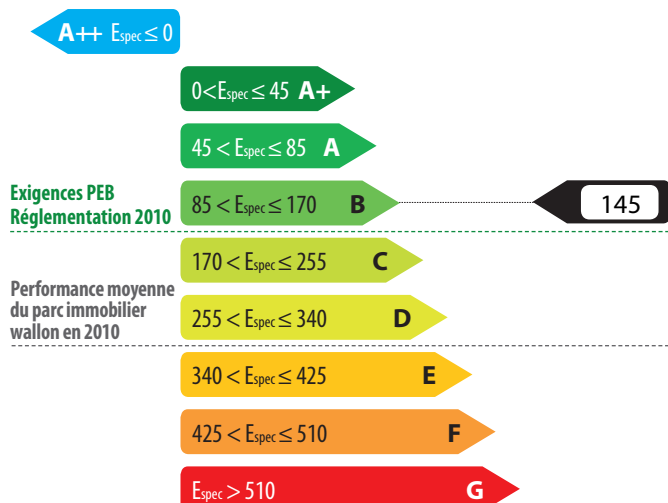 A++ Espec ≤ 0
0<Espec ≤ 45 A+
45 < Espec ≤ 85 A
Exigences PEB
Réglementation 2010
85 < Espec ≤ 170 B
145
170 < Espec ≤ 255 C
Performance moyenne
du parc immobilier
wallon en 2010
255 < Espec ≤ 340 D
340 < Espec ≤ 425 E
425 < Espec ≤ 510 F
Espec > 510 G